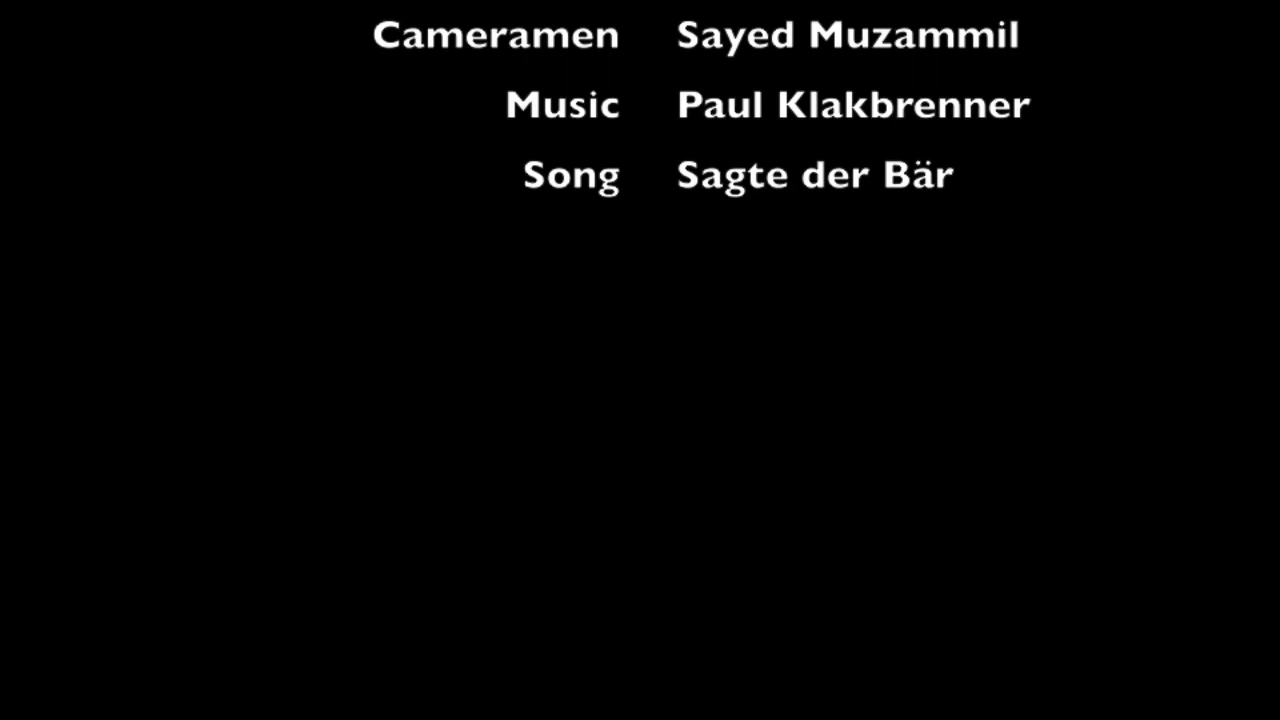 Cameramen Sayed Muzammil
Music Paul Klakbrenner
Song Sagte der Bär